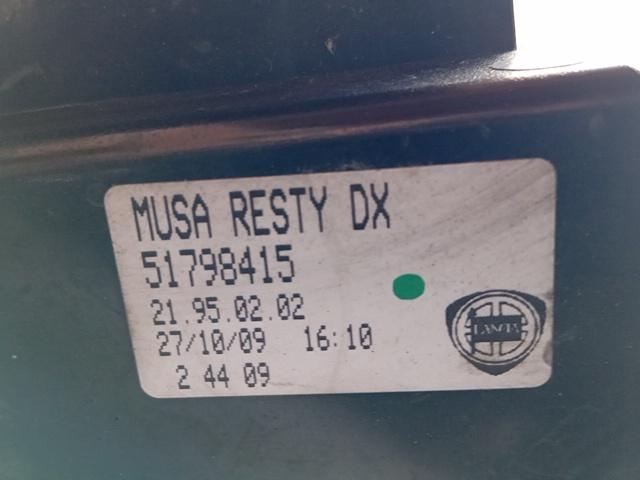 MUSA RESTY DX
51798415
21.95.02.02
27/10/09 16:10
2 44 09
LANCIA